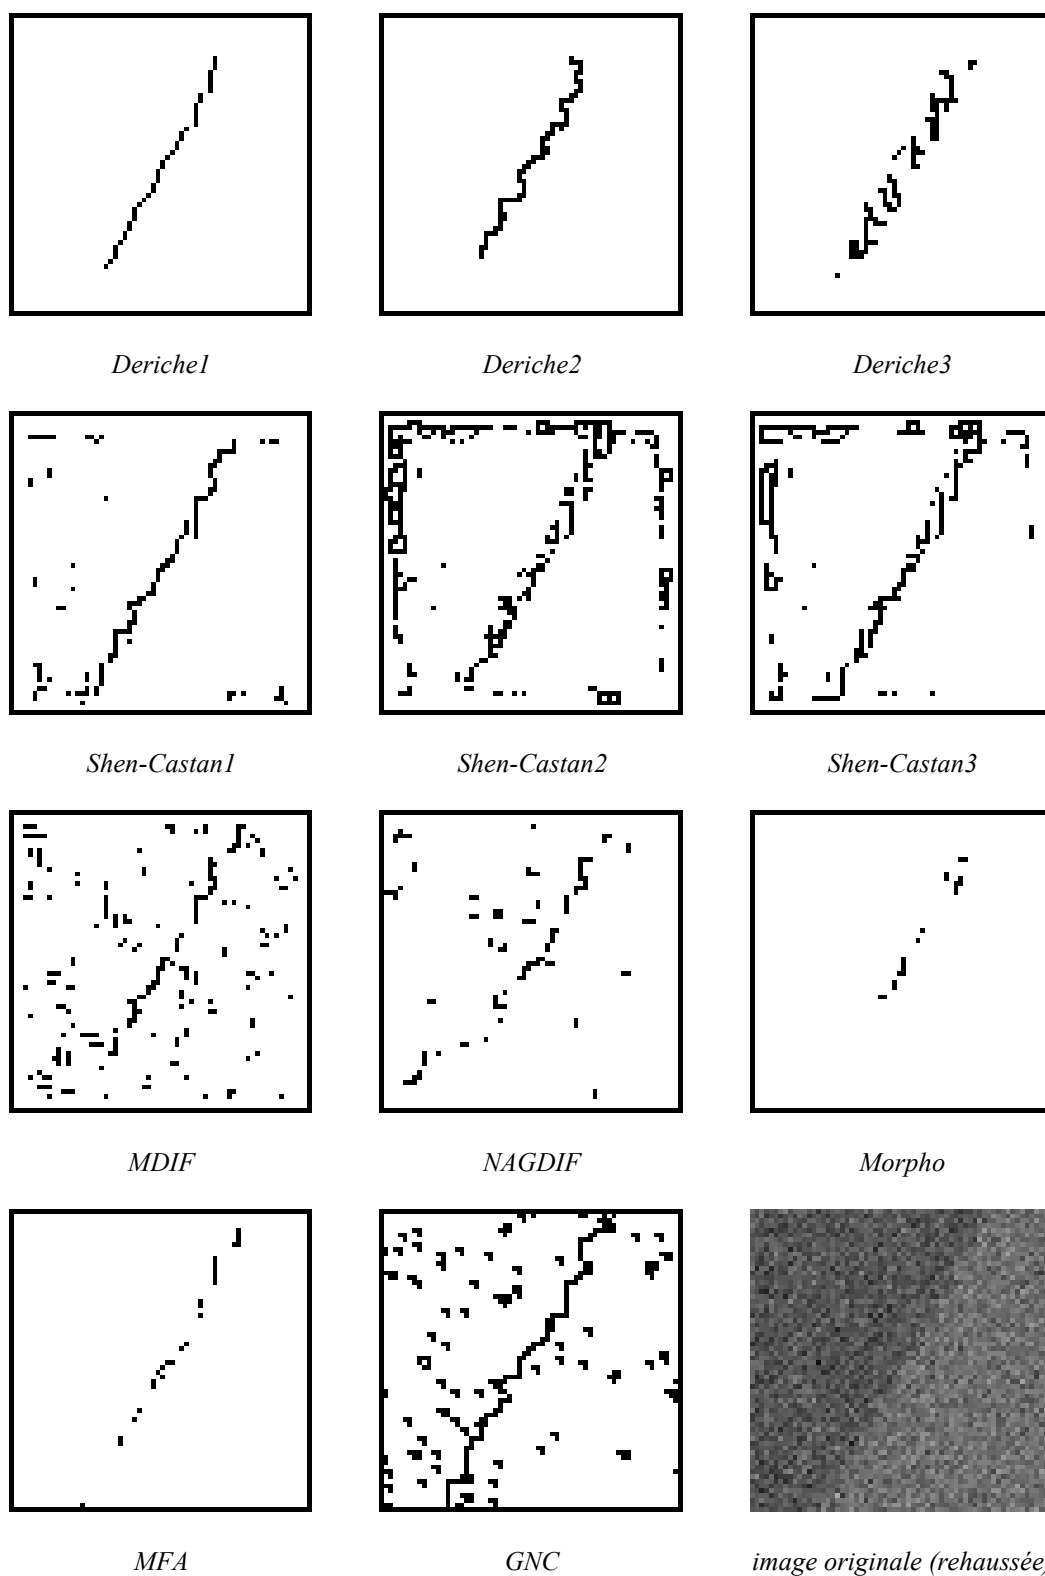 Deriche1 Deriche2 Deriche3
Shen-Castan1 Shen-Castan2 Shen-Castan3
MDIF NAGDIF Morpho
MFA GNC image originale (rehaussée)